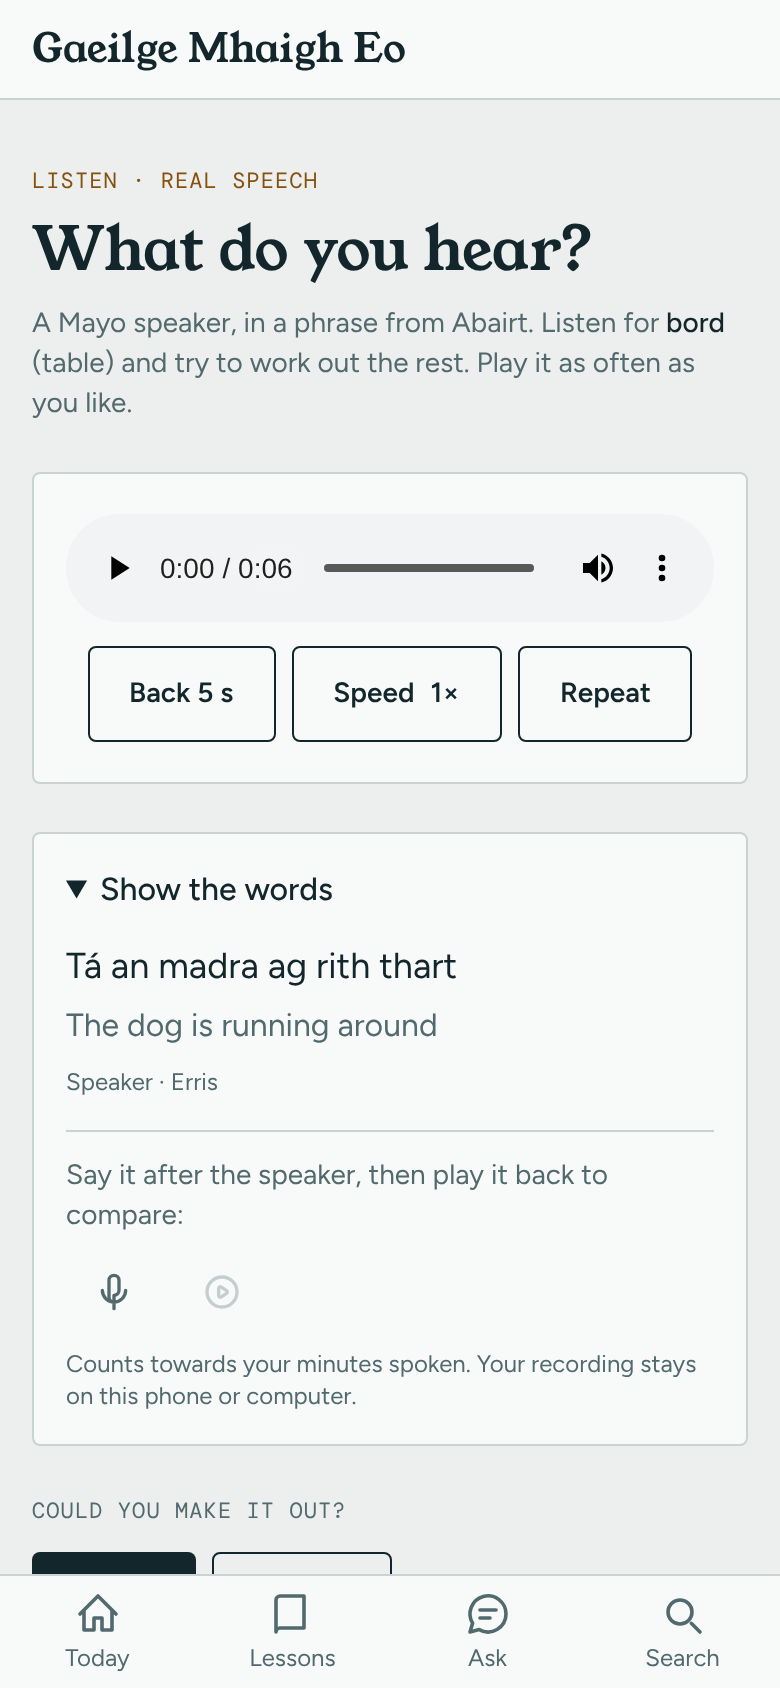 Gaeilge Mhaigh Eo
LISTEN · REAL SPEECH
What do you hear?
A Mayo speaker, in a phrase from Abairt. Listen for bord
(table) and try to work out the rest. Play it as often as
you like.
0:00 / 0:06
Back 5 s
Speed 1×
Repeat
Show the words
Tá an madra ag rith thart
The dog is running around
Speaker · Erris
Say it after the speaker, then play it back to
compare:
Counts towards your minutes spoken. Your recording stays
on this phone or computer.
COULD YOU MAKE IT OUT?
Today
Lessons
Ask
Search